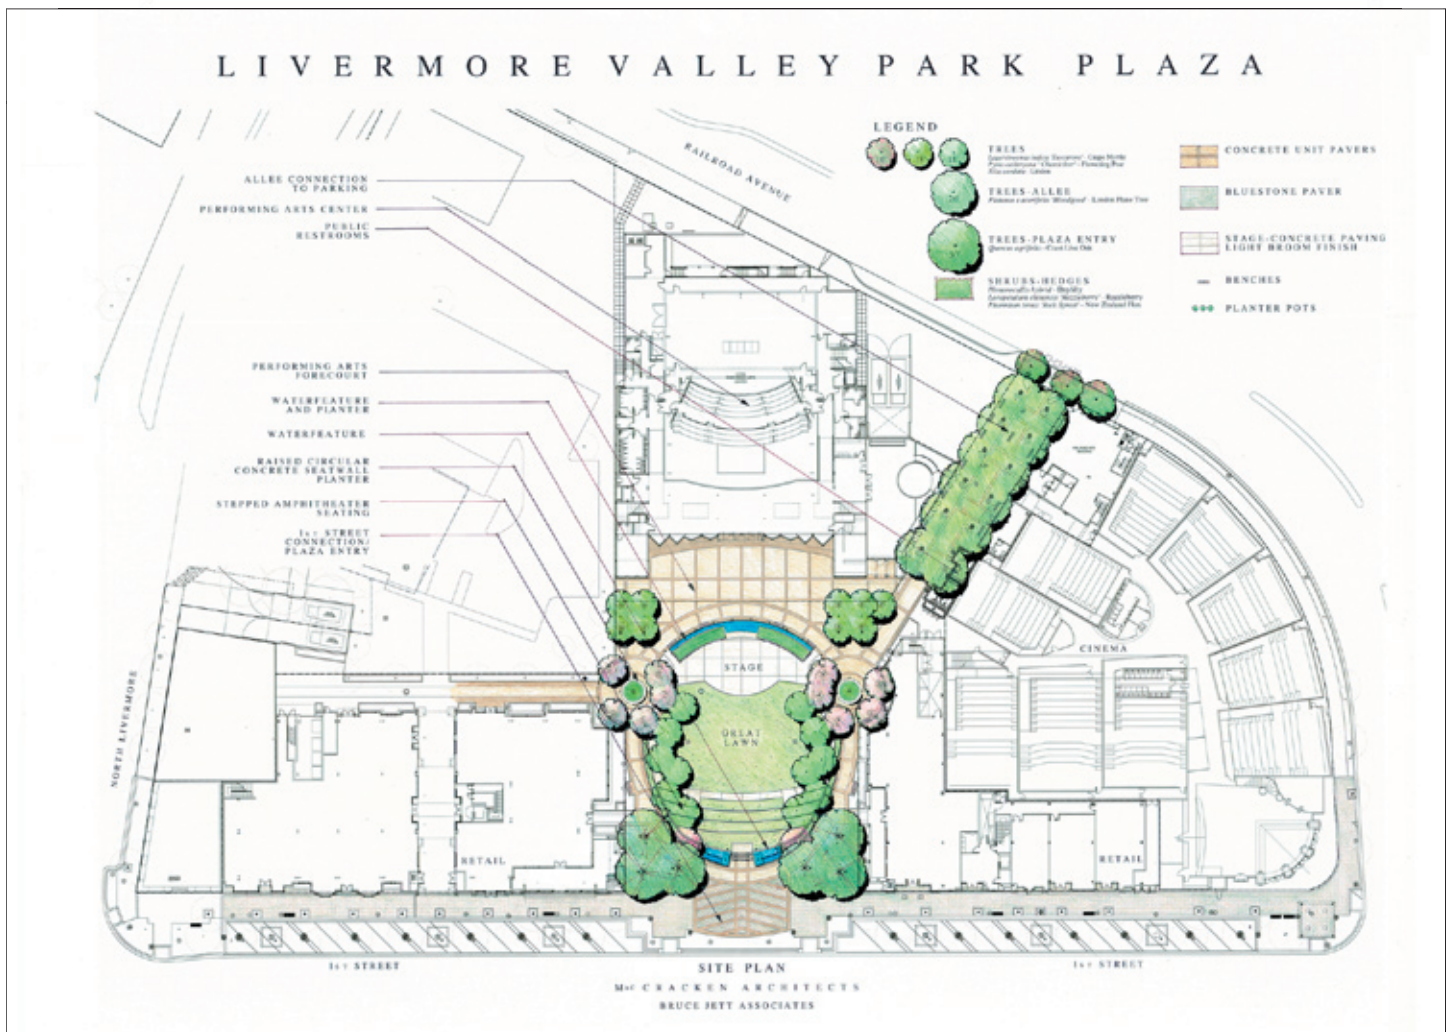 LIVERMORE VALLEY PARK PLAZA
RAILROAD AVENUE
LEGEND
TREES
TREES-ALLEE
TREES-PLAZA ENTRY
SHRUBS-HEDGES
CONCRETE UNIT PAVERS
BLUESTONE PAVER
STAGE-CONCRETE PAVING
LIGHT BROOM FINISH
BENCHES
PLANTER POTS
ALLEE CONNECTION
TO PARKING
PERFORMING ARTS CENTER
PUBLIC
RESTROOMS
PERFORMING ARTS
FORECOURT
WATERFEATURE
AND PLANTER
WATERFEATURE
RAISED CIRCULAR
CONCRETE SEATWALL
PLANTER
STEPPED AMPHITHEATER
SEATING
1ST STREET
CONNECTION/
PLAZA ENTRY
STAGE
GREAT
LAWN
CINEMA
NORTH LIVERMORE
RETAIL
RETAIL
1ST STREET
1ST STREET
SITE PLAN
MacCRACKEN ARCHITECTS
BRUCE JETT ASSOCIATES